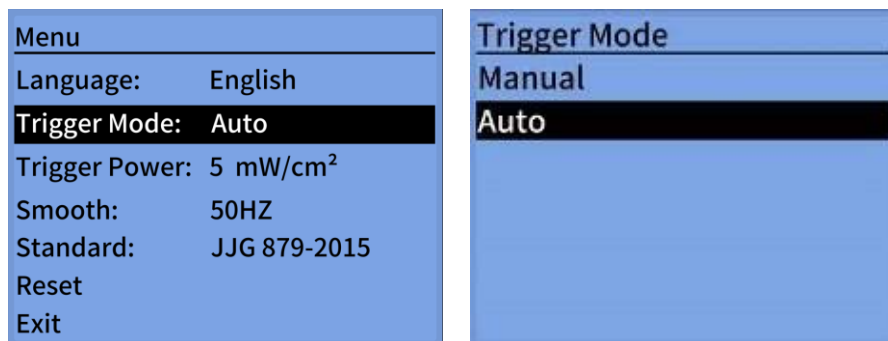 Menu
Language: English
Trigger Mode: Auto
Trigger Power: 5 mW/cm²
Smooth: 50HZ
Standard: JJG 879-2015
Reset
Exit
Trigger Mode
Manual
Auto